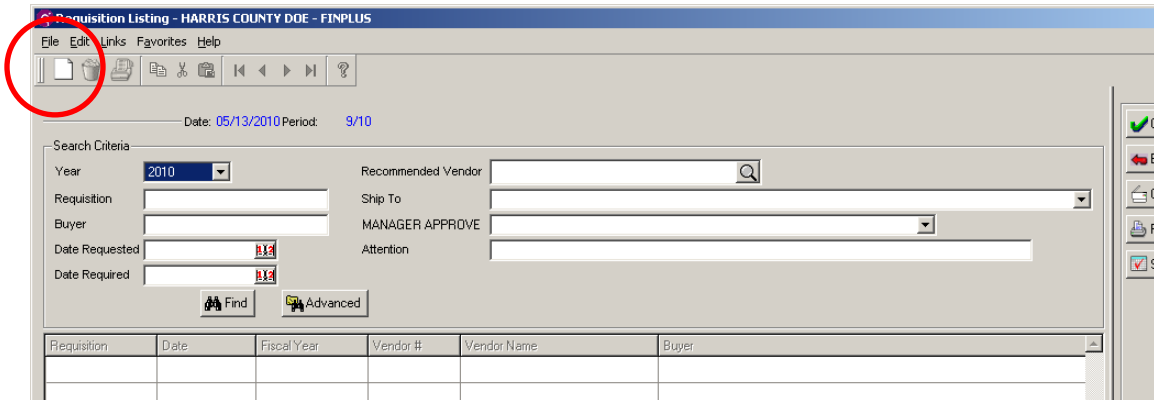 Requisition Listing - HARRIS COUNTY DOE - FINPLUS
File Edit Links Favorites Help
Date: 05/13/2010 Period: 9/10
Search Criteria
Year 2010 Recommended Vendor
Requisition Ship To
Buyer MANAGER APPROVE
Date Requested Attention
Date Required
Find Advanced
Requisition Date Fiscal Year Vendor # Vendor Name Buyer